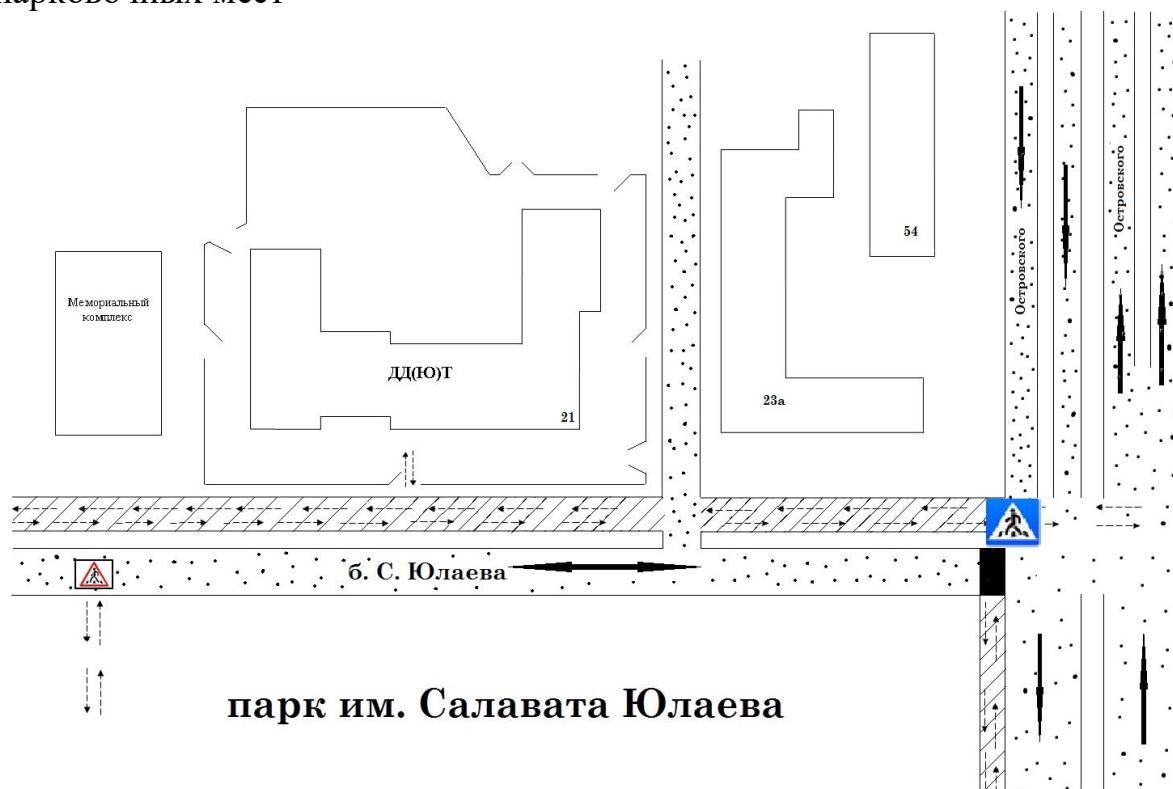 парковочных мест
54
Островского
Островского
Мемориальный
комплекс
ДД(Ю)Т
21
23а
б. С. Юлаева
парк им. Салавата Юлаева